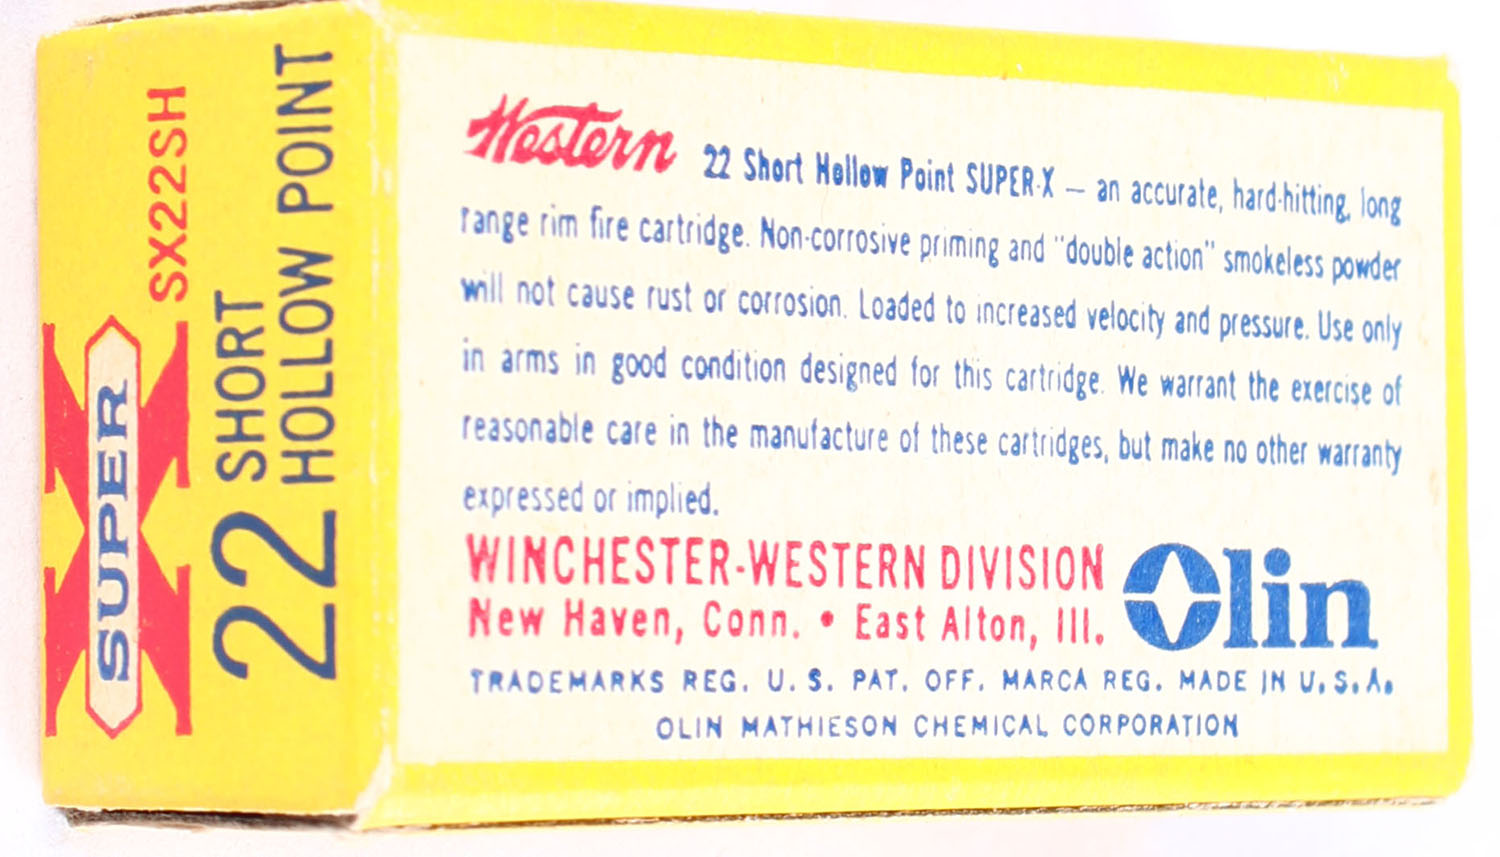 SUPER X
SX22SH
22 SHORT
HOLLOW POINT
Western 22 Short Hollow Point SUPER-X — an accurate, hard-hitting, long
range rim fire cartridge. Non-corrosive priming and "double action" smokeless powder
will not cause rust or corrosion. Loaded to increased velocity and pressure. Use only
in arms in good condition designed for this cartridge. We warrant the exercise of
reasonable care in the manufacture of these cartridges, but make no other warranty
expressed or implied.
WINCHESTER-WESTERN DIVISION
New Haven, Conn. • East Alton, Ill.
Olin
TRADEMARKS REG. U. S. PAT. OFF. MARCA REG. MADE IN U. S. A.
OLIN MATHIESON CHEMICAL CORPORATION